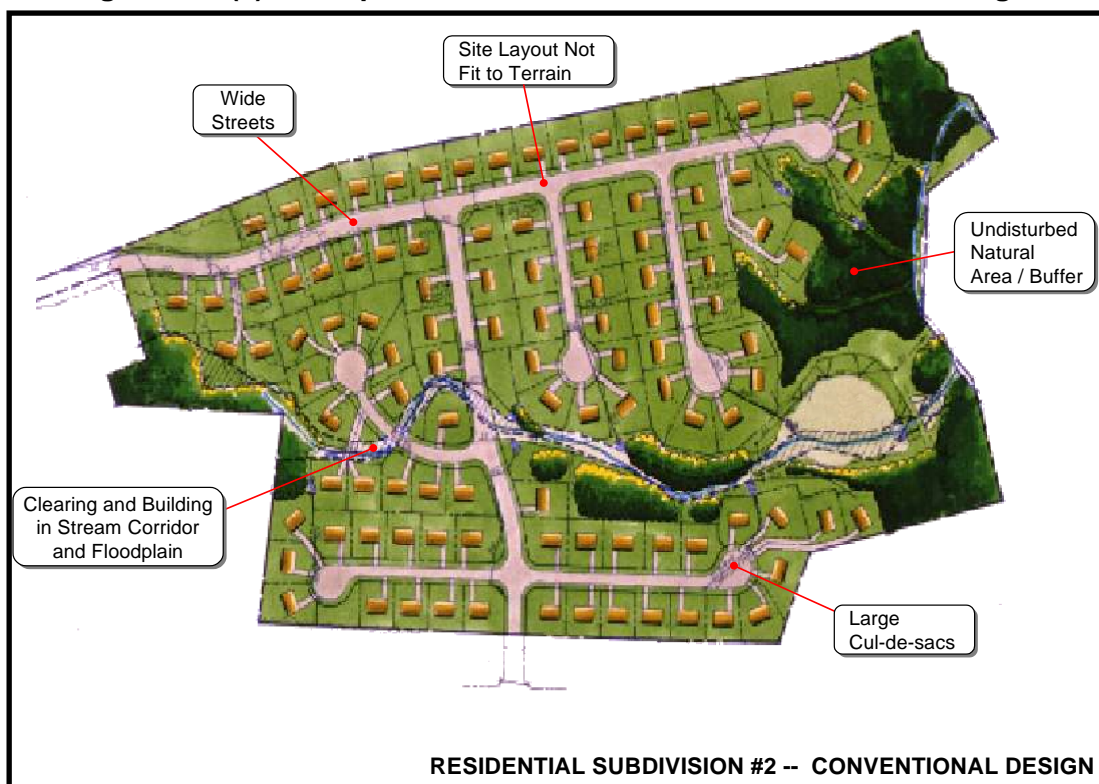 Site Layout Not
Fit to Terrain
Wide
Streets
Undisturbed
Natural
Area / Buffer
Clearing and Building
in Stream Corridor
and Floodplain
Large
Cul-de-sacs
RESIDENTIAL SUBDIVISION #2 -- CONVENTIONAL DESIGN